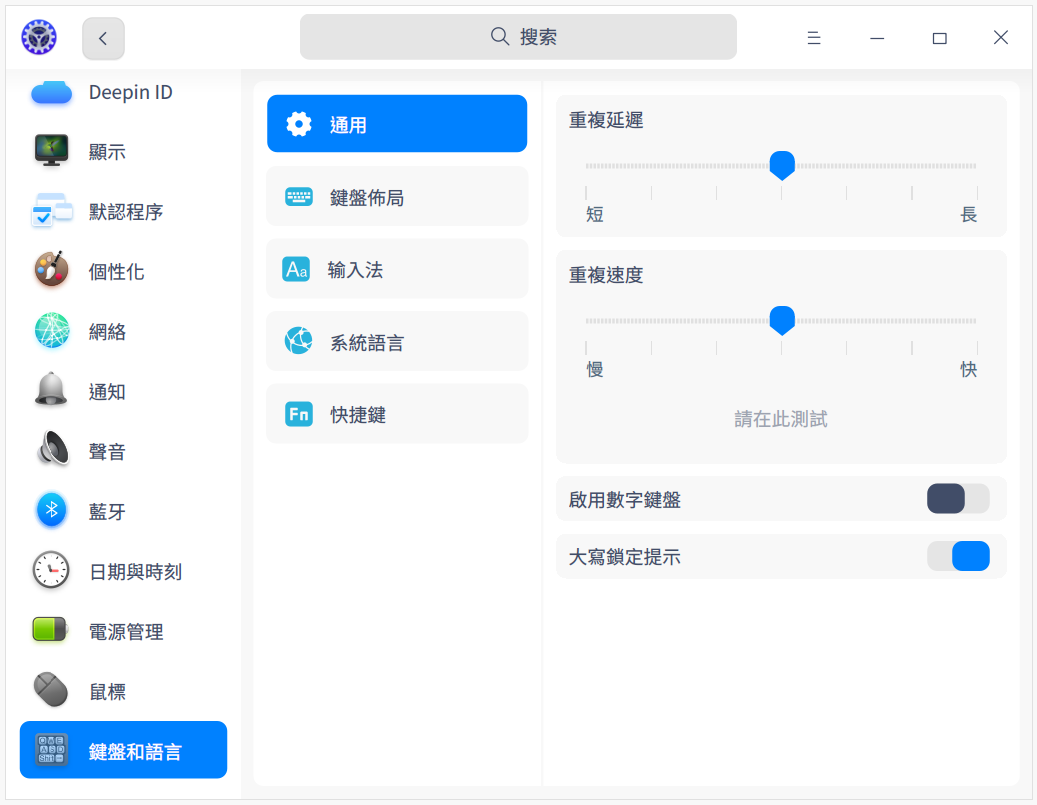 搜索
Deepin ID
顯示
默認程序
個性化
網絡
通知
聲音
藍牙
日期與時刻
電源管理
鼠標
鍵盤和語言
通用
鍵盤佈局
Aa
输入法
系統語言
Fn
快捷鍵
重複延遲
短
長
重複速度
慢
快
請在此測試
啟用數字鍵盤
大寫鎖定提示